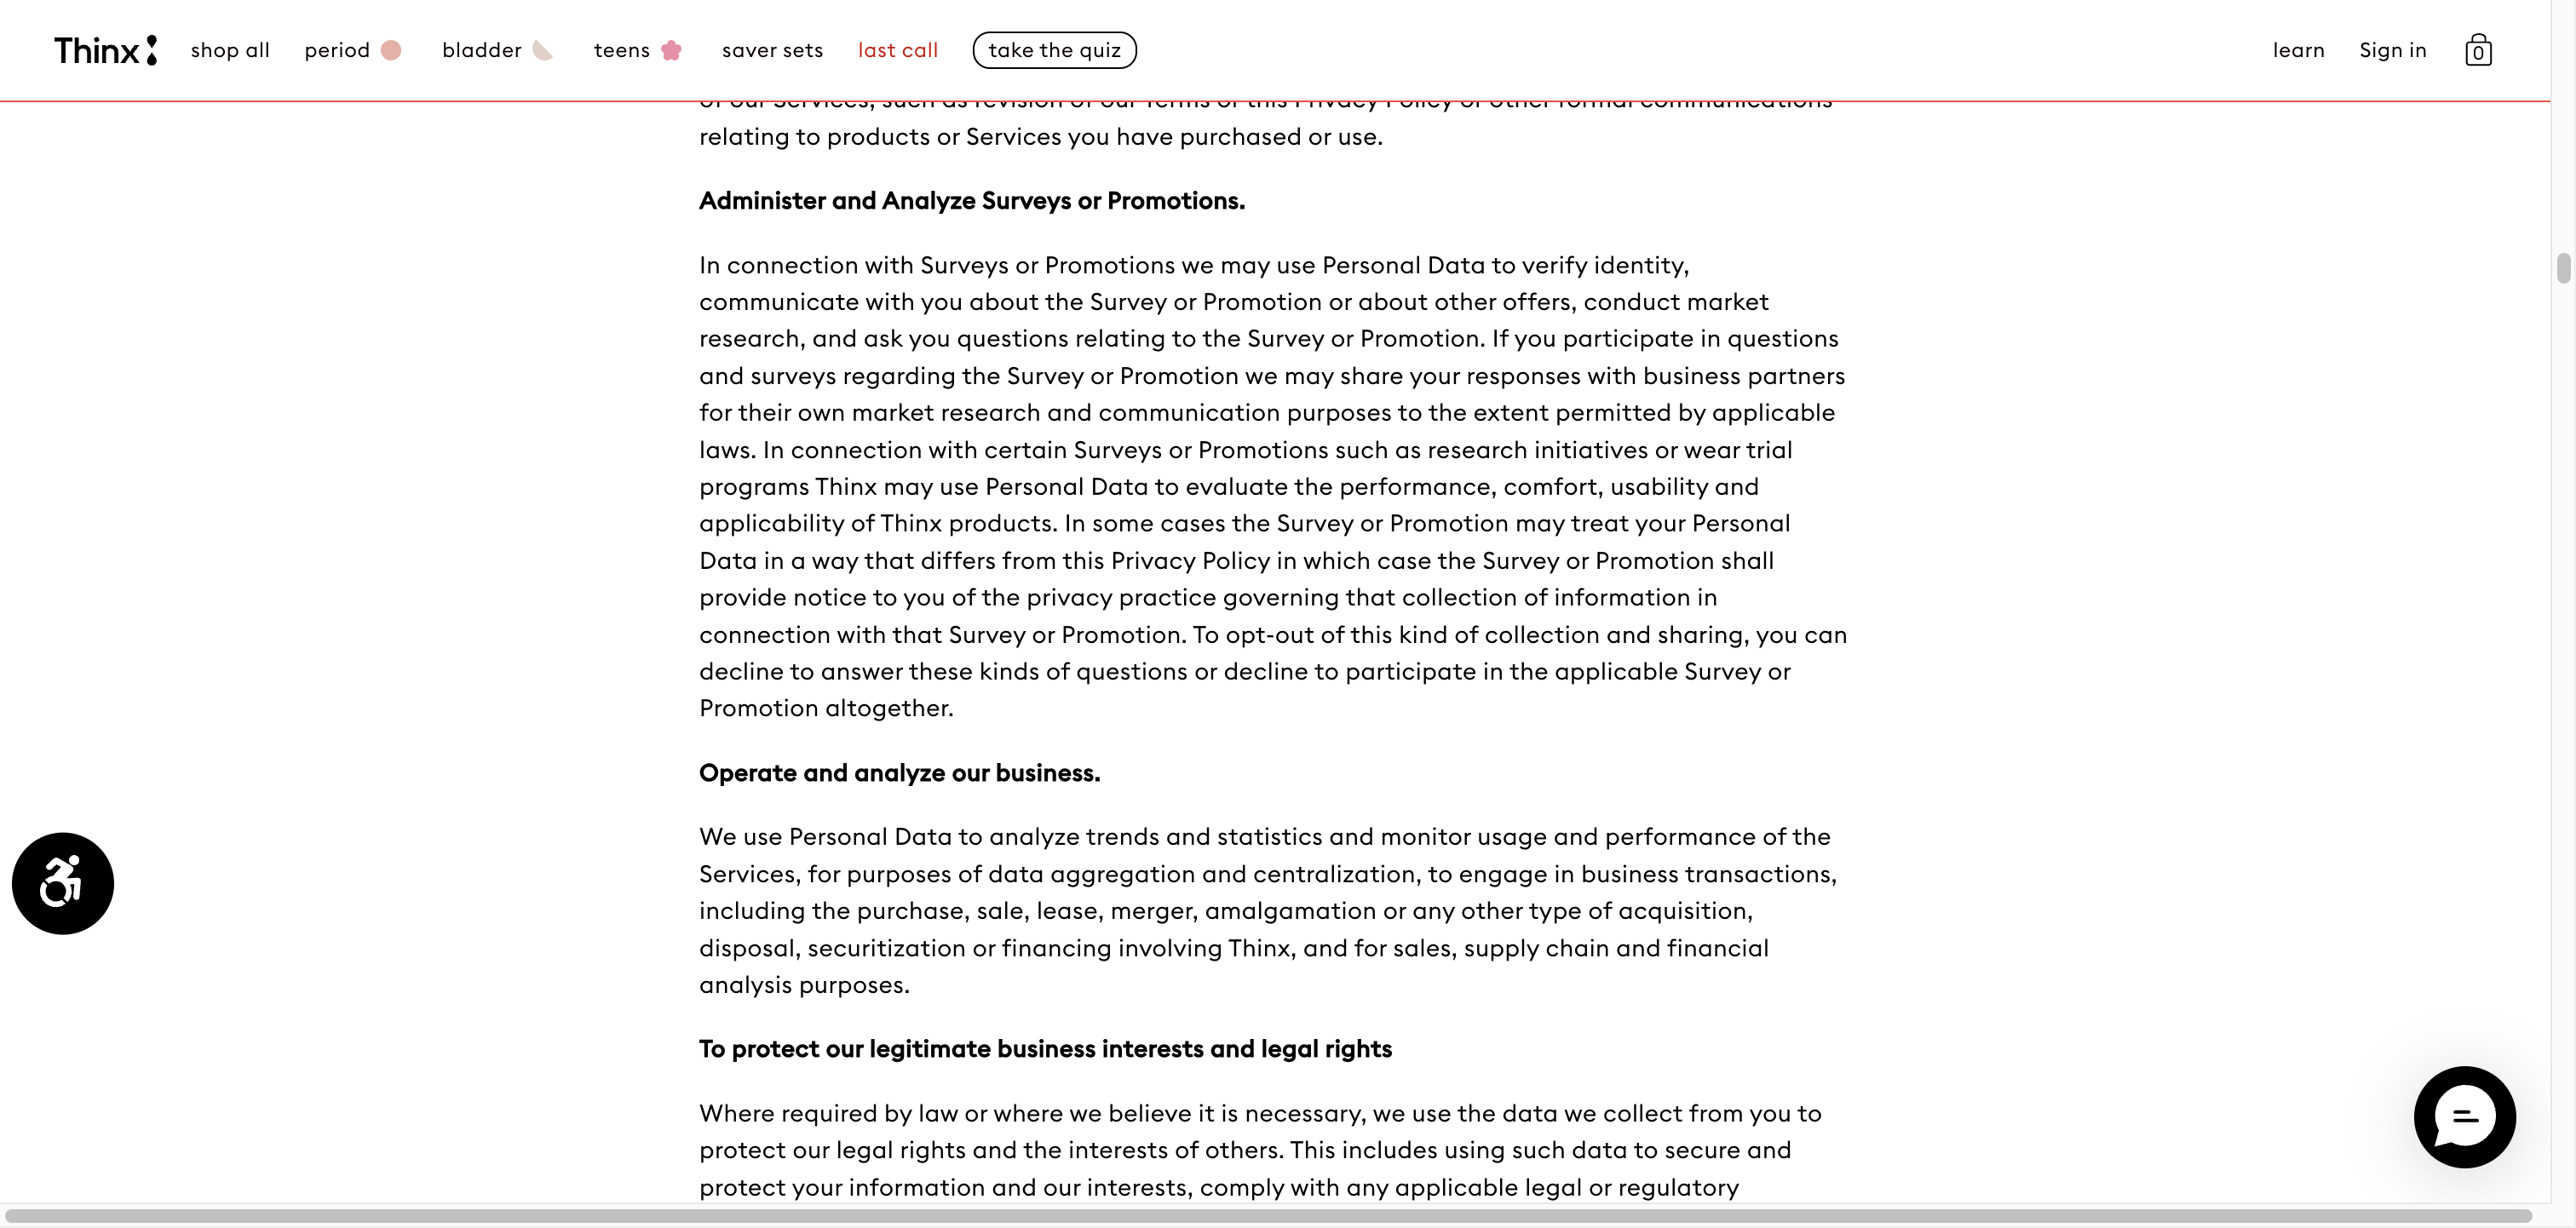 Thinx
shop all
period
bladder
teens
saver sets
last call
take the quiz
learn
Sign in
0
of our Services, such as revision of our Terms or this Privacy Policy or other formal communications
relating to products or Services you have purchased or use.
Administer and Analyze Surveys or Promotions.
In connection with Surveys or Promotions we may use Personal Data to verify identity,
communicate with you about the Survey or Promotion or about other offers, conduct market
research, and ask you questions relating to the Survey or Promotion. If you participate in questions
and surveys regarding the Survey or Promotion we may share your responses with business partners
for their own market research and communication purposes to the extent permitted by applicable
laws. In connection with certain Surveys or Promotions such as research initiatives or wear trial
programs Thinx may use Personal Data to evaluate the performance, comfort, usability and
applicability of Thinx products. In some cases the Survey or Promotion may treat your Personal
Data in a way that differs from this Privacy Policy in which case the Survey or Promotion shall
provide notice to you of the privacy practice governing that collection of information in
connection with that Survey or Promotion. To opt-out of this kind of collection and sharing, you can
decline to answer these kinds of questions or decline to participate in the applicable Survey or
Promotion altogether.
Operate and analyze our business.
We use Personal Data to analyze trends and statistics and monitor usage and performance of the
Services, for purposes of data aggregation and centralization, to engage in business transactions,
including the purchase, sale, lease, merger, amalgamation or any other type of acquisition,
disposal, securitization or financing involving Thinx, and for sales, supply chain and financial
analysis purposes.
To protect our legitimate business interests and legal rights
Where required by law or where we believe it is necessary, we use the data we collect from you to
protect our legal rights and the interests of others. This includes using such data to secure and
protect your information and our interests, comply with any applicable legal or regulatory